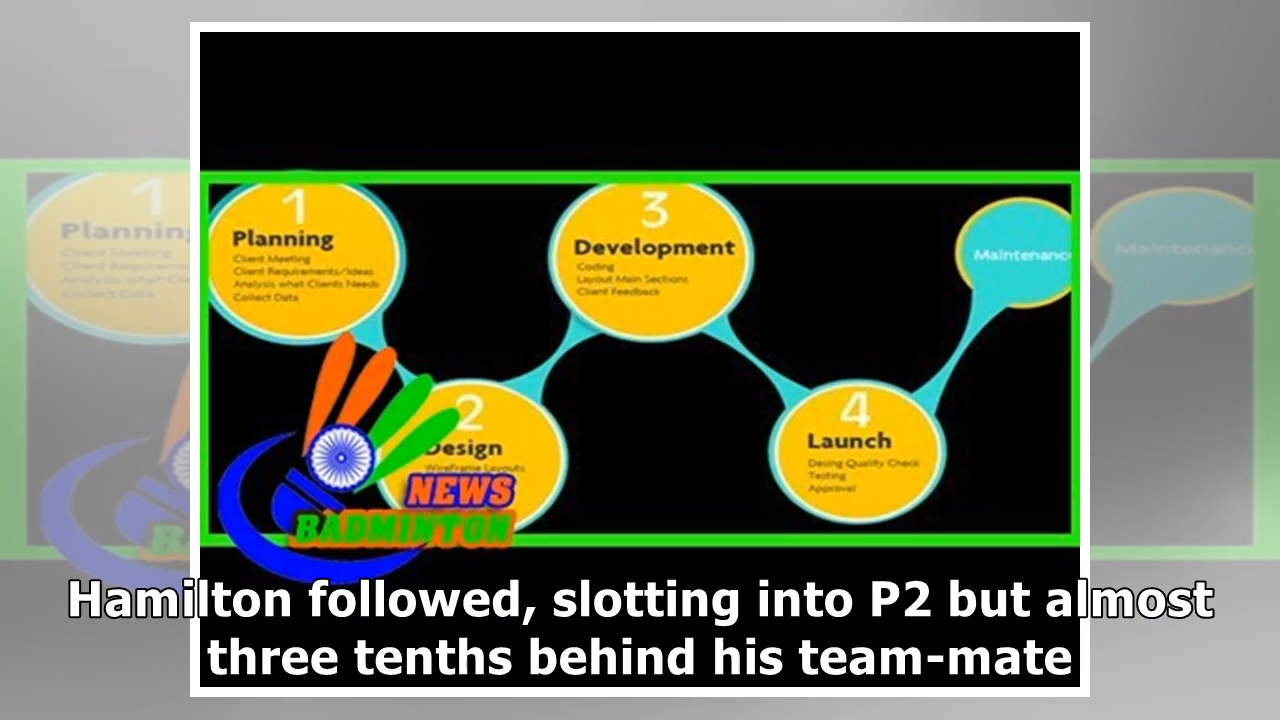 1
Planning
Client Meetting
Client Requirements/Ideas
Analysis what Clients Needs
Collect Data
2
Design
WireFrame Layouts
3
Development
Coding
Layout Main Sections
Client Feedback
4
Launch
Desing Quality Check
Testing
Approval
Maintenanc
NEWS
BADMINTON
Hamilton followed, slotting into P2 but almost
three tenths behind his team-mate